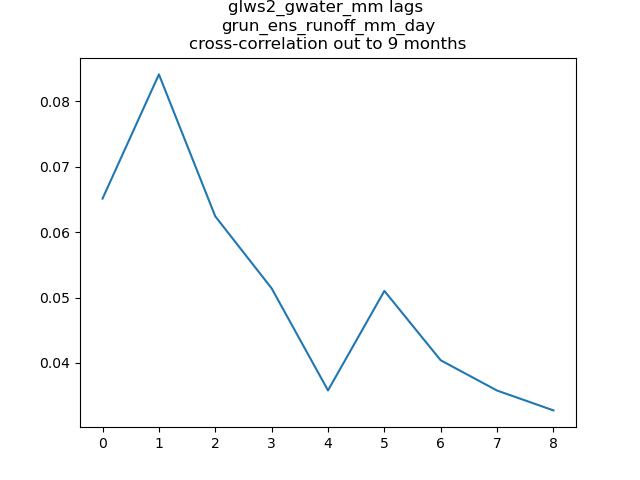 glws2_gwater_mm lags
grun_ens_runoff_mm_day
cross-correlation out to 9 months
0.08
0.07
0.06
0.05
0.04
0 1 2 3 4 5 6 7 8